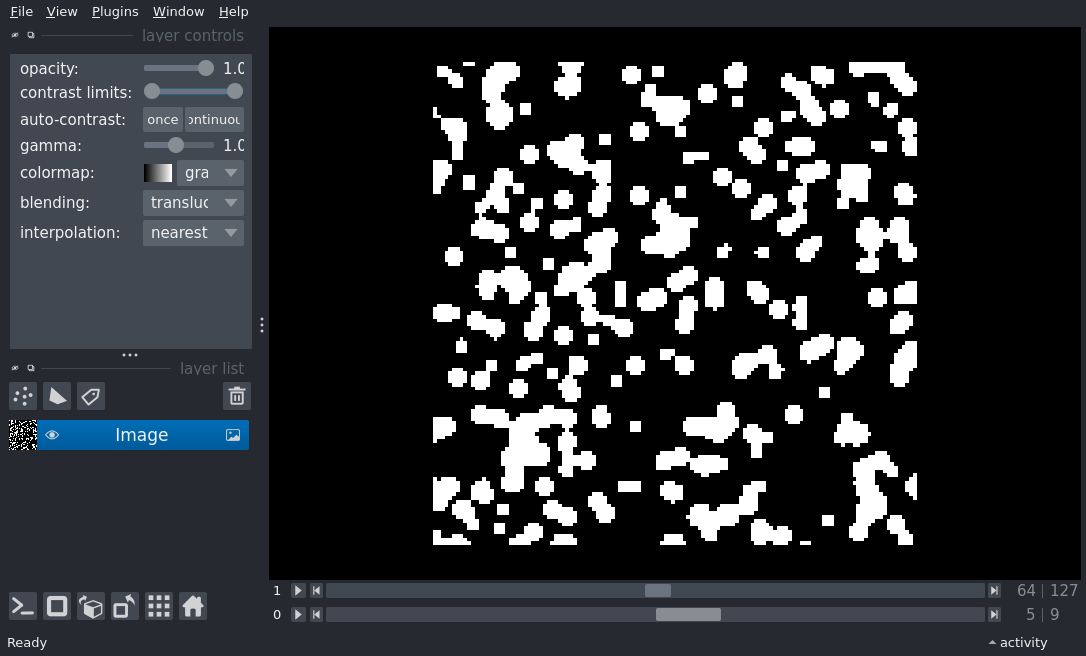 File View Plugins Window Help
layer controls
opacity: 1.0
contrast limits:
auto-contrast: once ontinuou
gamma: 1.0
colormap: gra
blending: transluc
interpolation: nearest
layer list
Image
1 64 | 127
0 5 | 9
Ready activity